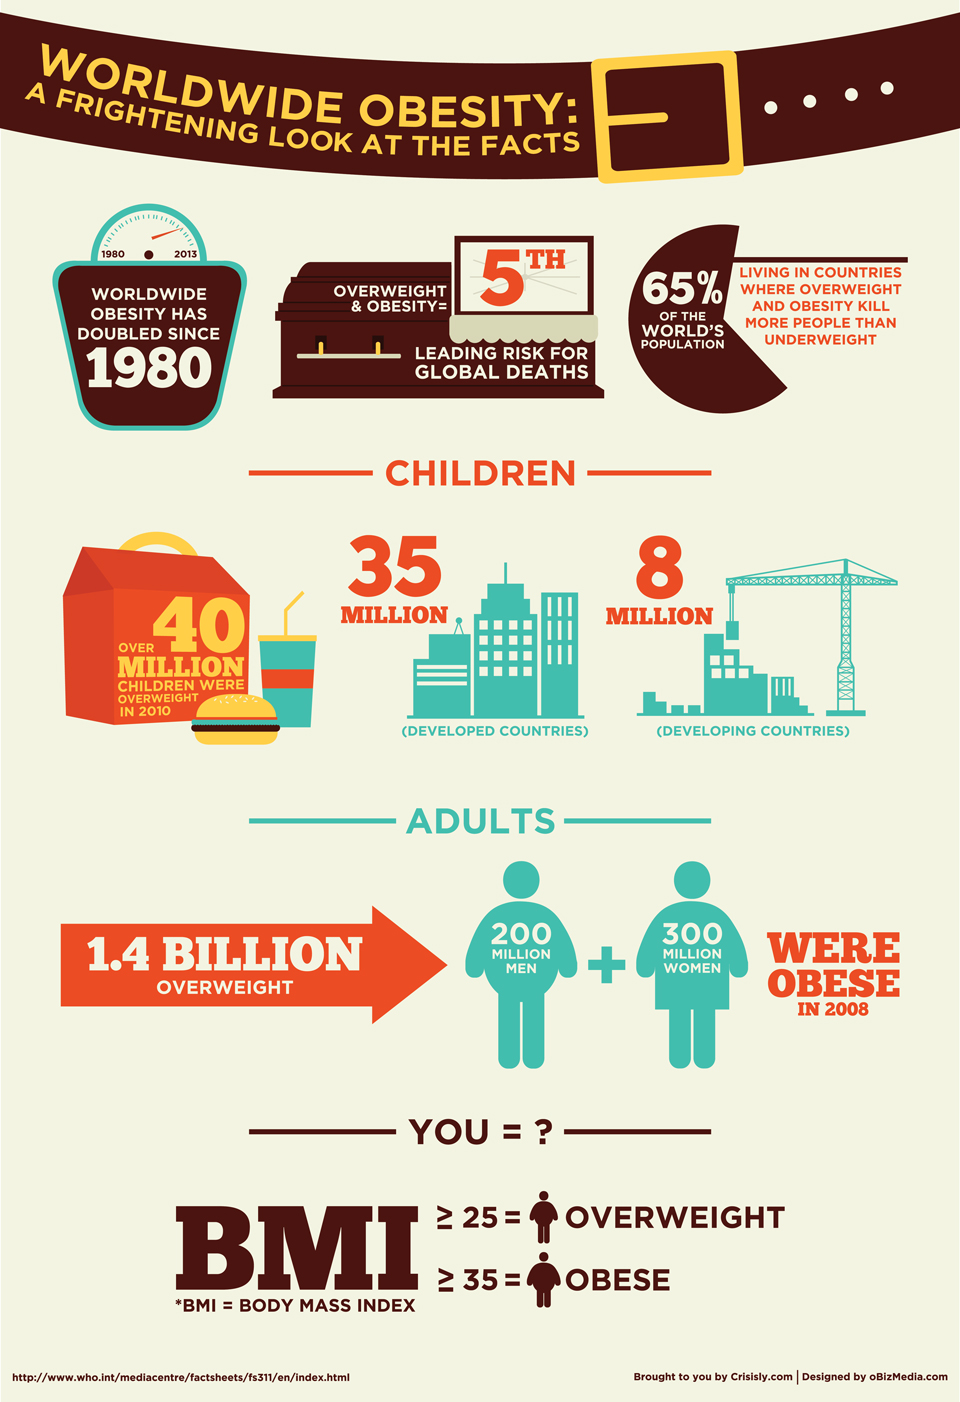 WORLDWIDE OBESITY:
A FRIGHTENING LOOK AT THE FACTS
1980 2013
WORLDWIDE
OBESITY HAS
DOUBLED SINCE
1980
OVERWEIGHT
& OBESITY=
5TH
LEADING RISK FOR
GLOBAL DEATHS
65%
OF THE
WORLD'S
POPULATION
LIVING IN COUNTRIES
WHERE OVERWEIGHT
AND OBESITY KILL
MORE PEOPLE THAN
UNDERWEIGHT
CHILDREN
OVER 40
MILLION
CHILDREN WERE
OVERWEIGHT
IN 2010
35
MILLION
(DEVELOPED COUNTRIES)
8
MILLION
(DEVELOPING COUNTRIES)
ADULTS
1.4 BILLION
OVERWEIGHT
200
MILLION
MEN
+
300
MILLION
WOMEN
WERE
OBESE
IN 2008
YOU = ?
BMI
≥ 25 = OVERWEIGHT
≥ 35 = OBESE
*BMI = BODY MASS INDEX
http://www.who.int/mediacentre/factsheets/fs311/en/index.html
Brought to you by Crisisly.com | Designed by oBizMedia.com